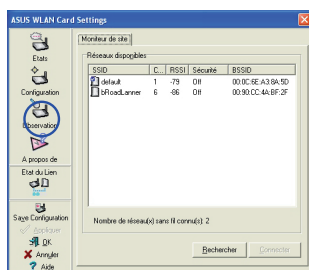 ASUS WLAN Card Settings
Moniteur de site
Réseaux disponibles
SSID C... RSSI Sécurité BSSID
default 1 -79 Off 00:0C:6E:A3:8A:5D
bRoadLanner 6 -86 Off 00:90:CC:4A:BF:2F
Nombre de réseau(x) sans fil connu(s): 2
Rechercher Connecter
Etats
Configuration
Observation
A propos de
Etat du Lien
Save Configuration
Appliquer
OK
Annuler
Aide